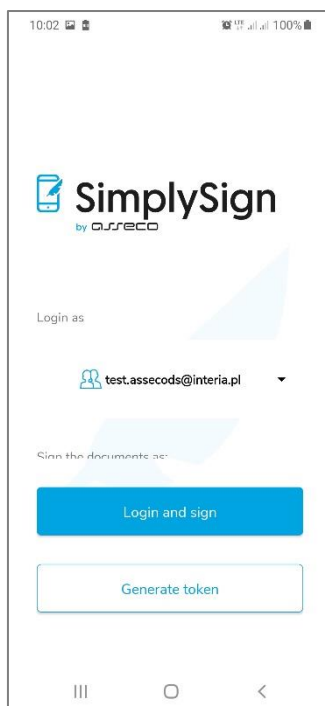 10:02 100%
SimplySign
by asseco
Login as
test.assecods@interia.pl
Sign the documents as:
Login and sign
Generate token